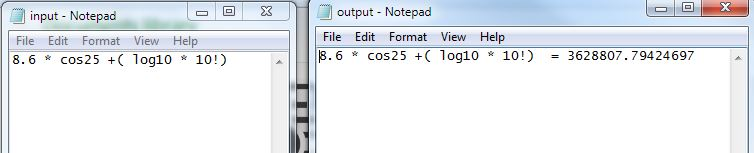 input - Notepad
File Edit Format View Help
8.6 * cos25 +( log10 * 10!)
output - Notepad
File Edit Format View Help
8.6 * cos25 +( log10 * 10!)  = 3628807.79424697